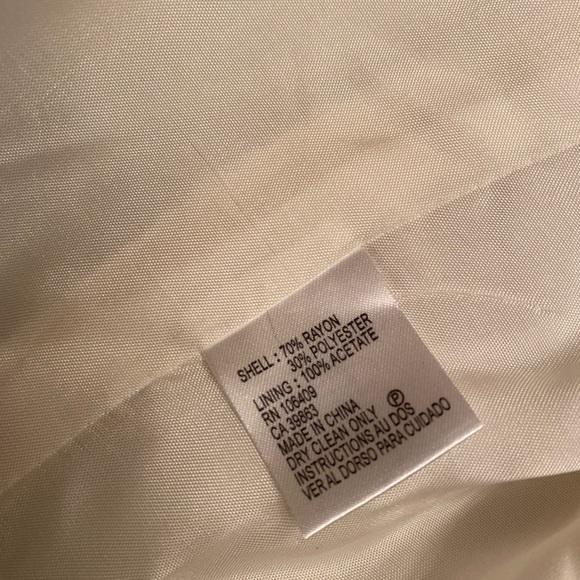 SHELL : 70% RAYON
30% POLYESTER
LINING : 100% ACETATE
RN 106409
CA 39863
MADE IN CHINA
DRY CLEAN ONLY
INSTRUCTIONS AU DOS
VER AL DORSO PARA CUIDADO
P